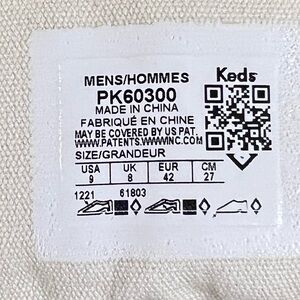 MENS/HOMMES
Keds
PK60300
MADE IN CHINA
FABRIQUÉ EN CHINE
MAY BE COVERED BY US PAT.
WWW.PATENTS.WWWINC.COM
SIZE/GRANDEUR
USA UK EUR CM
9 8 42 27
1221 61803